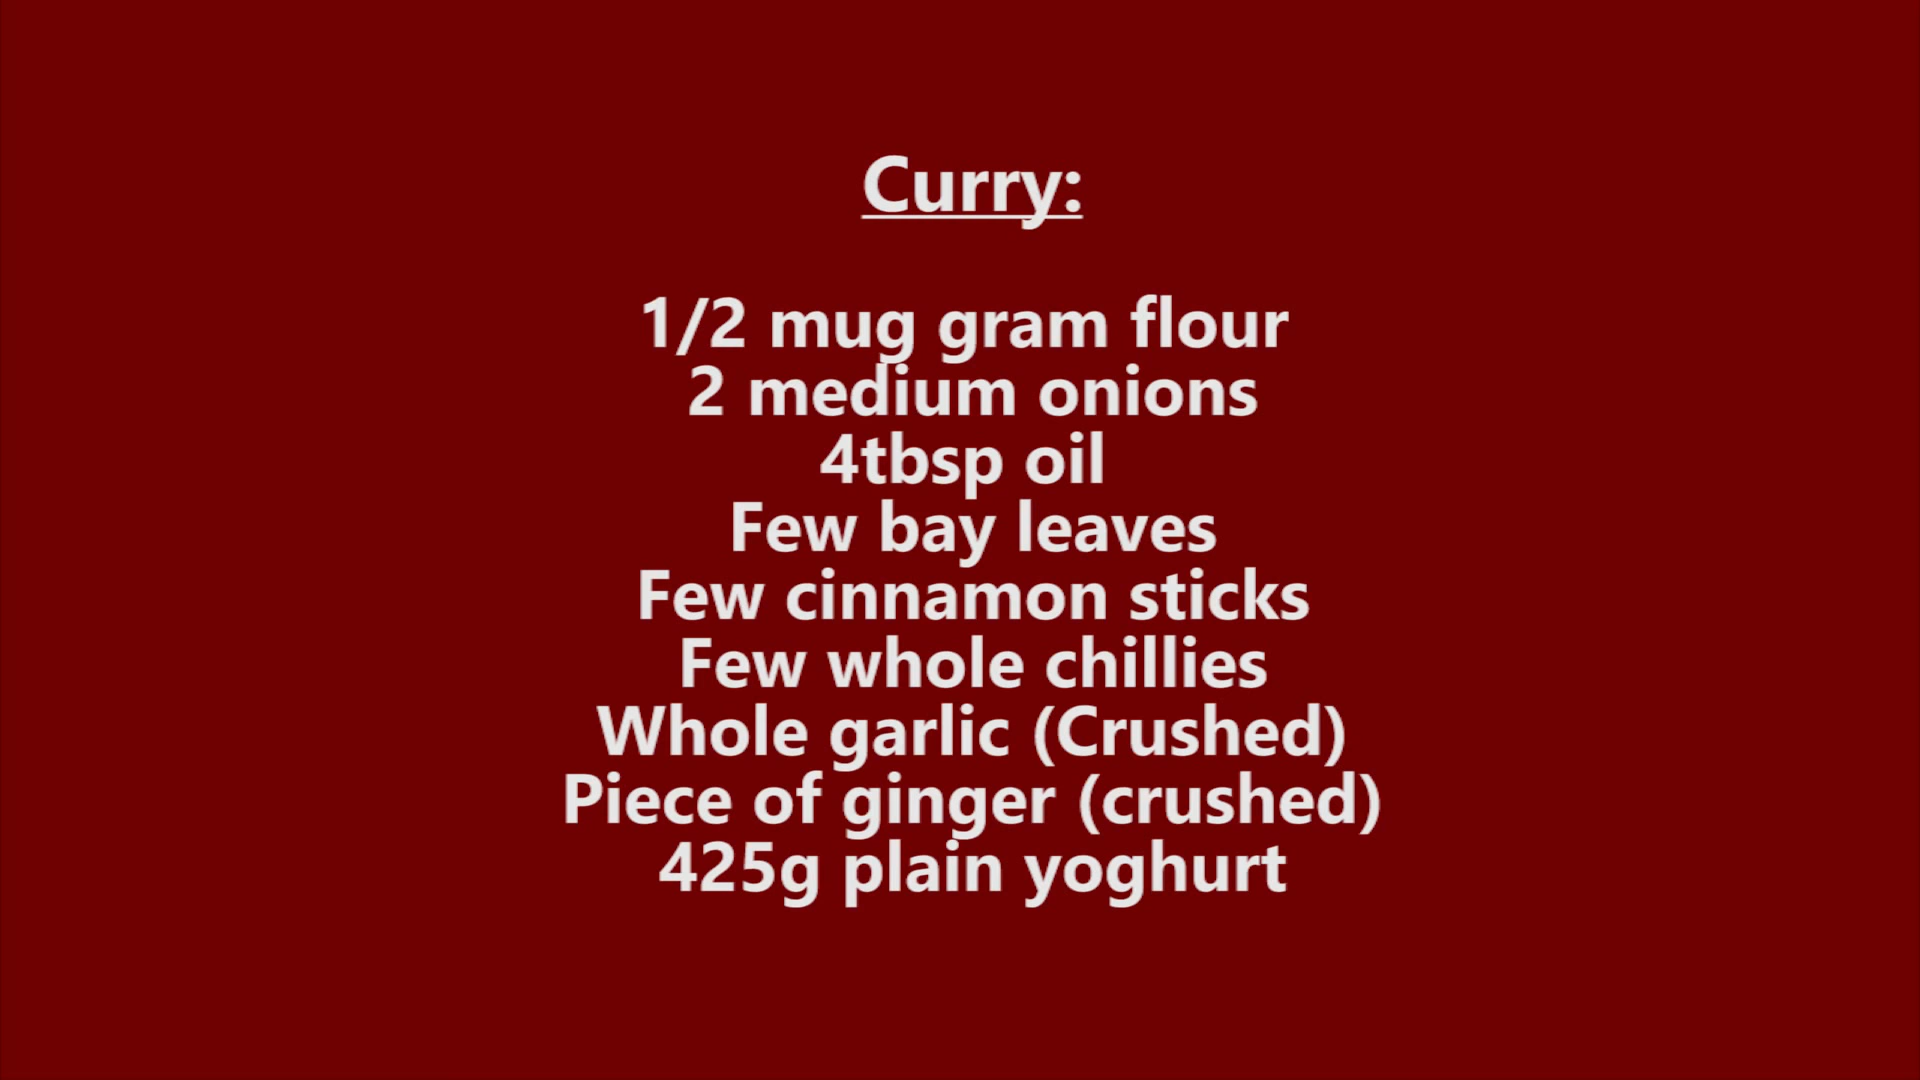 Curry:
1/2 mug gram flour
2 medium onions
4tbsp oil
Few bay leaves
Few cinnamon sticks
Few whole chillies
Whole garlic (Crushed)
Piece of ginger (crushed)
425g plain yoghurt